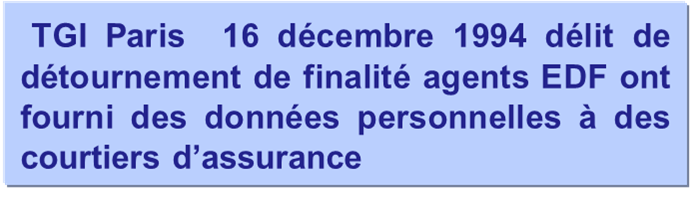 TGI Paris 16 décembre 1994 délit de
détournement de finalité agents EDF ont
fourni des données personnelles à des
courtiers d’assurance